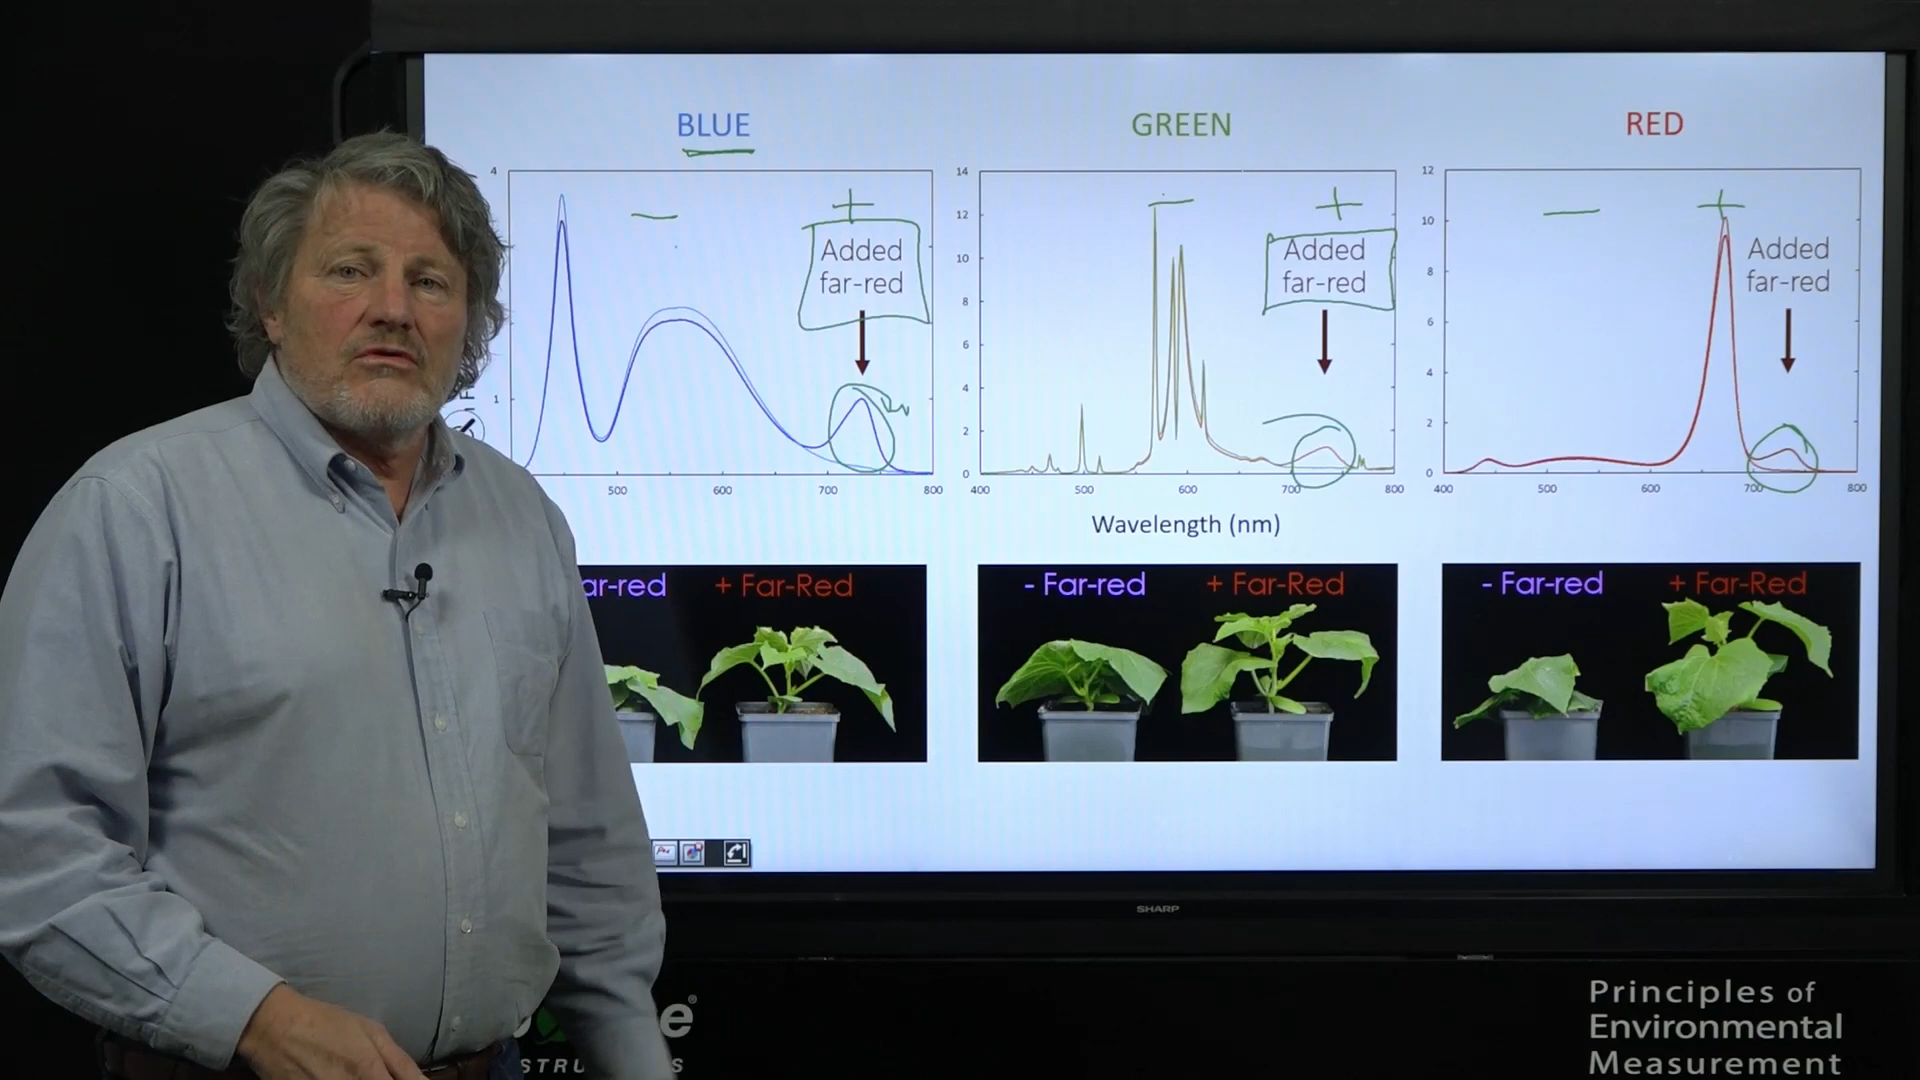 BLUE
GREEN
RED
4
1
500
600
700
800
Added
far-red
14
12
10
8
6
4
2
0
400
500
600
700
800
Added
far-red
12
10
8
6
4
2
0
400
500
600
700
800
Added
far-red
Wavelength (nm)
ar-red
+ Far-Red
- Far-red
+ Far-Red
- Far-red
+ Far-Red
SHARP
e®
STRU S
Principles of
Environmental
Measurement